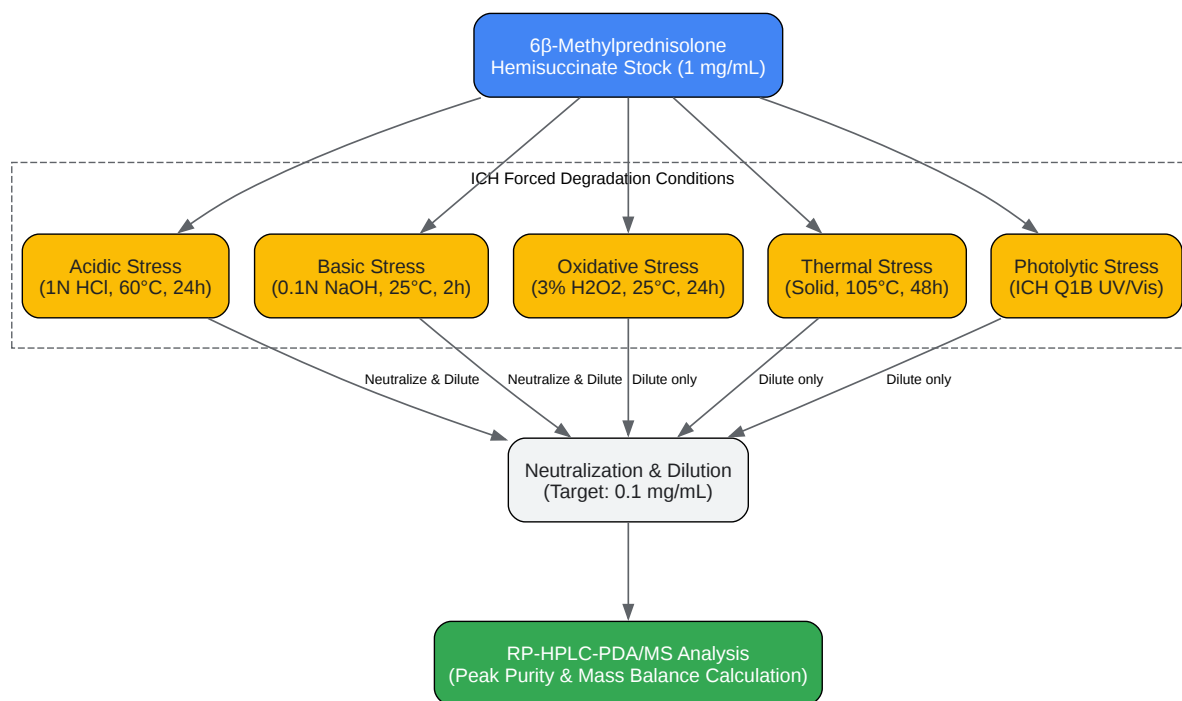 6β-Methylprednisolone
Hemisuccinate Stock (1 mg/mL)
ICH Forced Degradation Conditions
Acidic Stress
(1N HCl, 60°C, 24h)
Basic Stress
(0.1N NaOH, 25°C, 2h)
Oxidative Stress
(3% H2O2, 25°C, 24h)
Thermal Stress
(Solid, 105°C, 48h)
Photolytic Stress
(ICH Q1B UV/Vis)
Neutralize & Dilute
Neutralize & Dilute
Dilute only
Dilute only
Dilute only
Neutralization & Dilution
(Target: 0.1 mg/mL)
RP-HPLC-PDA/MS Analysis
(Peak Purity & Mass Balance Calculation)